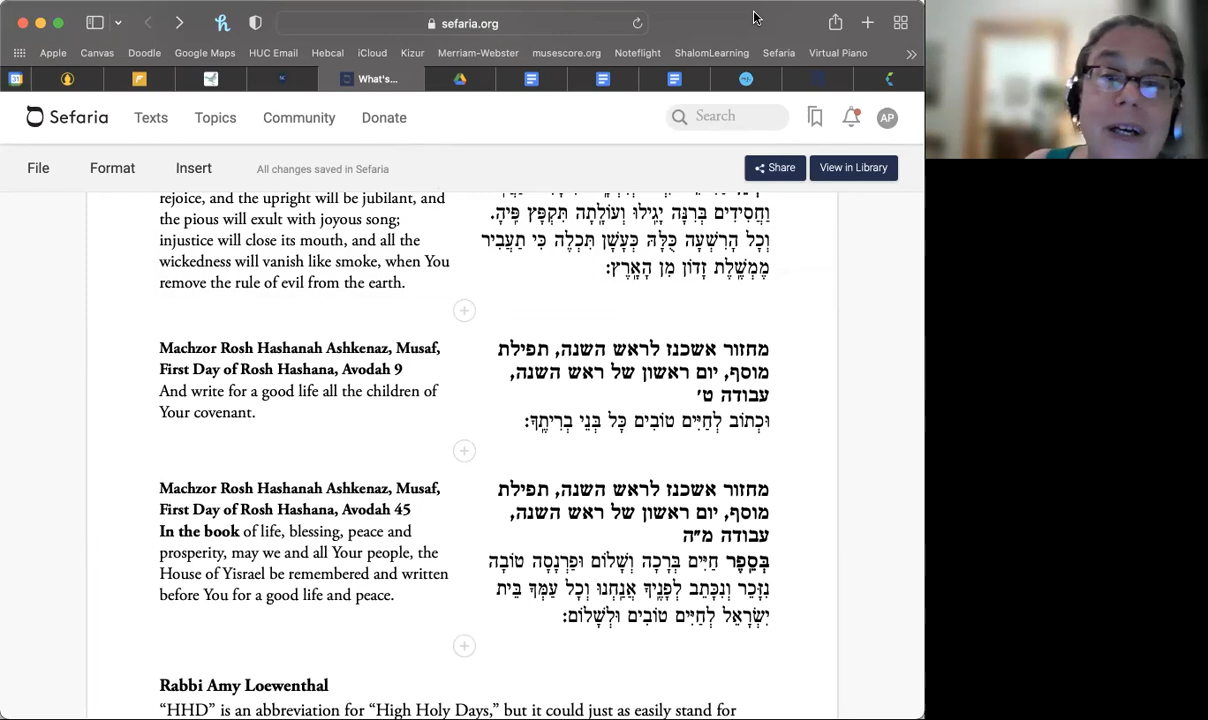 sefaria.org
Apple Canvas Doodle Google Maps HUC Email Hebcal iCloud Kizur Merriam-Webster musescore.org Noteflight ShalomLearning Sefaria Virtual Piano
What's...
Sefaria Texts Topics Community Donate Search AP
File Format Insert All changes saved in Sefaria Share View in Library
rejoice, and the upright will be jubilant, and
the pious will exult with joyous song;
injustice will close its mouth, and all the
wickedness will vanish like smoke, when You
remove the rule of evil from the earth.
וַחֲסִידִים בְּרִנָּה יָגִֽילוּ וְעוֹלָֽתָה תִּקְפָּץ פִּֽיהָ.
וְכָל הָרִשְׁעָה כֻּלָּהּ כְּעָשָׁן תִּכְלֶה כִּי תַעֲבִיר
מֶמְשֶֽׁלֶת זָדוֹן מִן הָאָֽרֶץ:
Machzor Rosh Hashanah Ashkenaz, Musaf,
First Day of Rosh Hashana, Avodah 9
And write for a good life all the children of
Your covenant.
מחזור אשכנז לראש השנה, תפילת
מוסף, יום ראשון של ראש השנה,
עבודה ט׳
וּכְתוֹב לְחַיִּים טוֹבִים כָּל בְּנֵי בְרִיתֶֽךָ:
Machzor Rosh Hashanah Ashkenaz, Musaf,
First Day of Rosh Hashana, Avodah 45
In the book of life, blessing, peace and
prosperity, may we and all Your people, the
House of Yisrael be remembered and written
before You for a good life and peace.
מחזור אשכנז לראש השנה, תפילת
מוסף, יום ראשון של ראש השנה,
עבודה מ״ה
בְּסֵֽפֶר חַיִּים בְּרָכָה וְשָׁלוֹם וּפַרְנָסָה טוֹבָה
נִזָּכֵר וְנִכָּתֵב לְפָנֶֽיךָ אֲנַֽחְנוּ וְכָל עַמְּךָ בֵּית
יִשְׂרָאֵל לְחַיִּים טוֹבִים וּלְשָׁלוֹם:
Rabbi Amy Loewenthal
“HHD” is an abbreviation for “High Holy Days,” but it could just as easily stand for